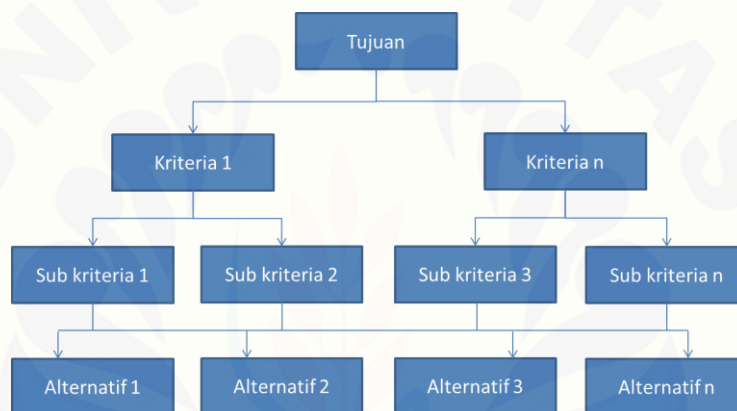 Tujuan
Kriteria 1
Kriteria n
Sub kriteria 1
Sub kriteria 2
Sub kriteria 3
Sub kriteria n
Alternatif 1
Alternatif 2
Alternatif 3
Alternatif n